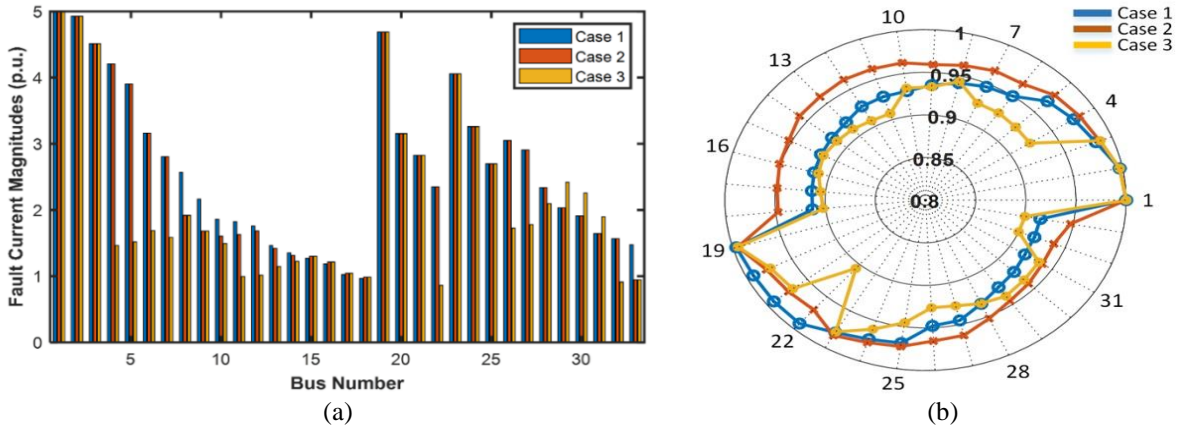 Fault Current Magnitudes (p.u.)
5
4
3
2
1
0
Case 1
Case 2
Case 3
5 10 15 20 25 30
Bus Number
(a)
Case 1
Case 2
Case 3
10
7
13
4
16
1
19
31
22
28
25
1
0.95
0.9
0.85
0.8
(b)